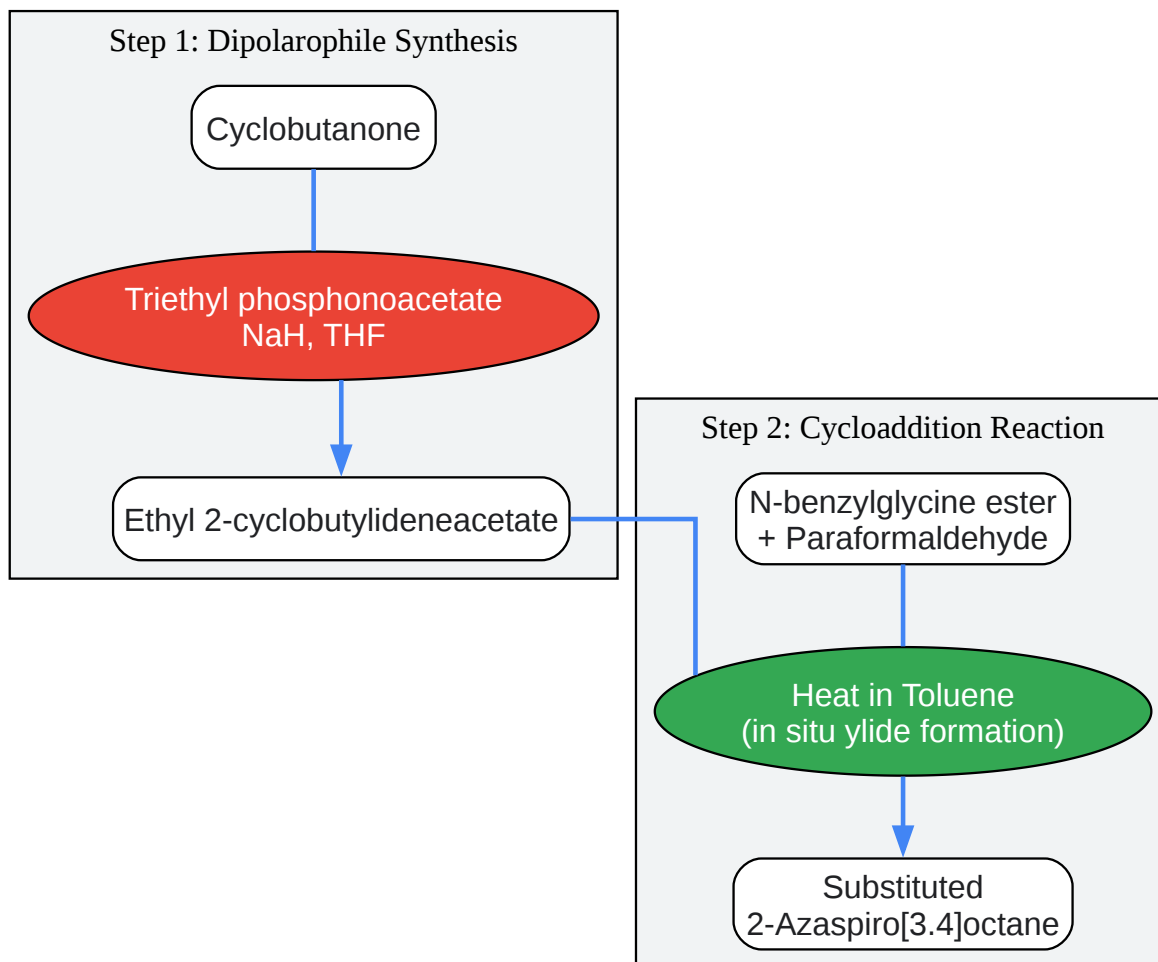 Step 1: Dipolarophile Synthesis
Cyclobutanone
Triethyl phosphonoacetate
NaH, THF
Ethyl 2-cyclobutylideneacetate
Step 2: Cycloaddition Reaction
N-benzylglycine ester
+ Paraformaldehyde
Heat in Toluene
(in situ ylide formation)
Substituted
2-Azaspiro[3.4]octane